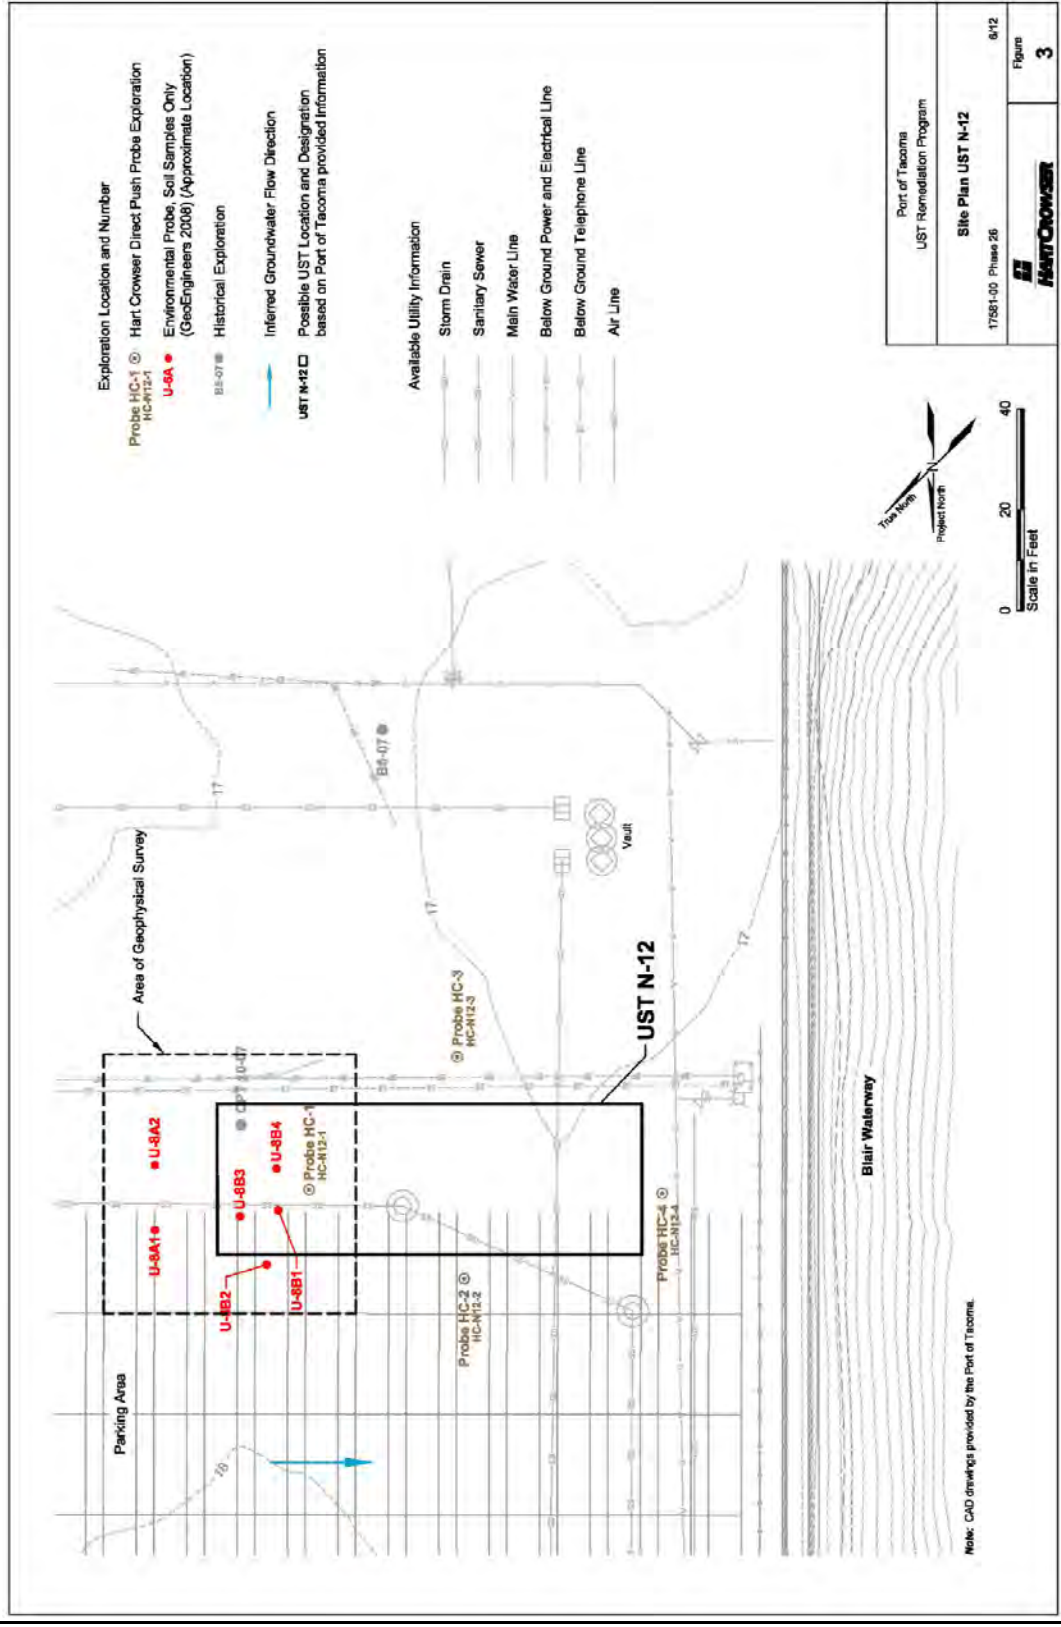 Exploration Location and Number
Probe HC-1
HC-N12-1
Hart Crowser Direct Push Probe Exploration
U-6A
Environmental Probe, Soil Samples Only
(GeoEngineers 2008) (Approximate Location)
Historical Exploration
Inferred Groundwater Flow Direction
UST N-12
Possible UST Location and Designation
based on Port of Tacoma provided Information
Available Utility Information
Storm Drain
Sanitary Sewer
Main Water Line
Below Ground Power and Electrical Line
Below Ground Telephone Line
Air Line
Parking Area
Area of Geophysical Survey
U-8A1
U-8A2
U-8B2
U-8B3
U-8B1
U-8B4
Probe HC-1
HC-N12-1
17
17
17
Probe HC-2
HC-N12-2
Probe HC-3
HC-N12-3
Probe HC-4
HC-N12-4
Vault
UST N-12
Blair Waterway
True North
Project North
N
0 20 40
Scale in Feet
Note: CAD drawings provided by the Port of Tacoma.
Port of Tacoma
UST Remediation Program
Site Plan UST N-12
17581-00 Phase 26 6/12
HARTCROWSER
Figure
3